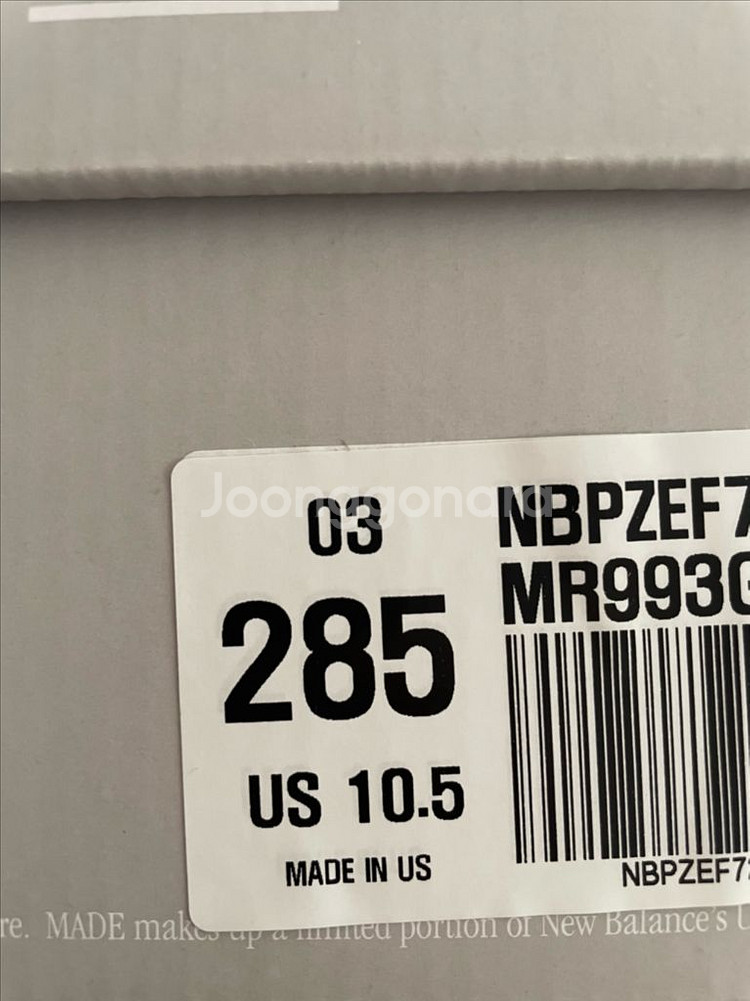 Joonggonara
03
285
US 10.5
MADE IN US
NBPZEF7
MR993G
NBPZEF7
re. MADE makes up a limited portion of New Balance's U